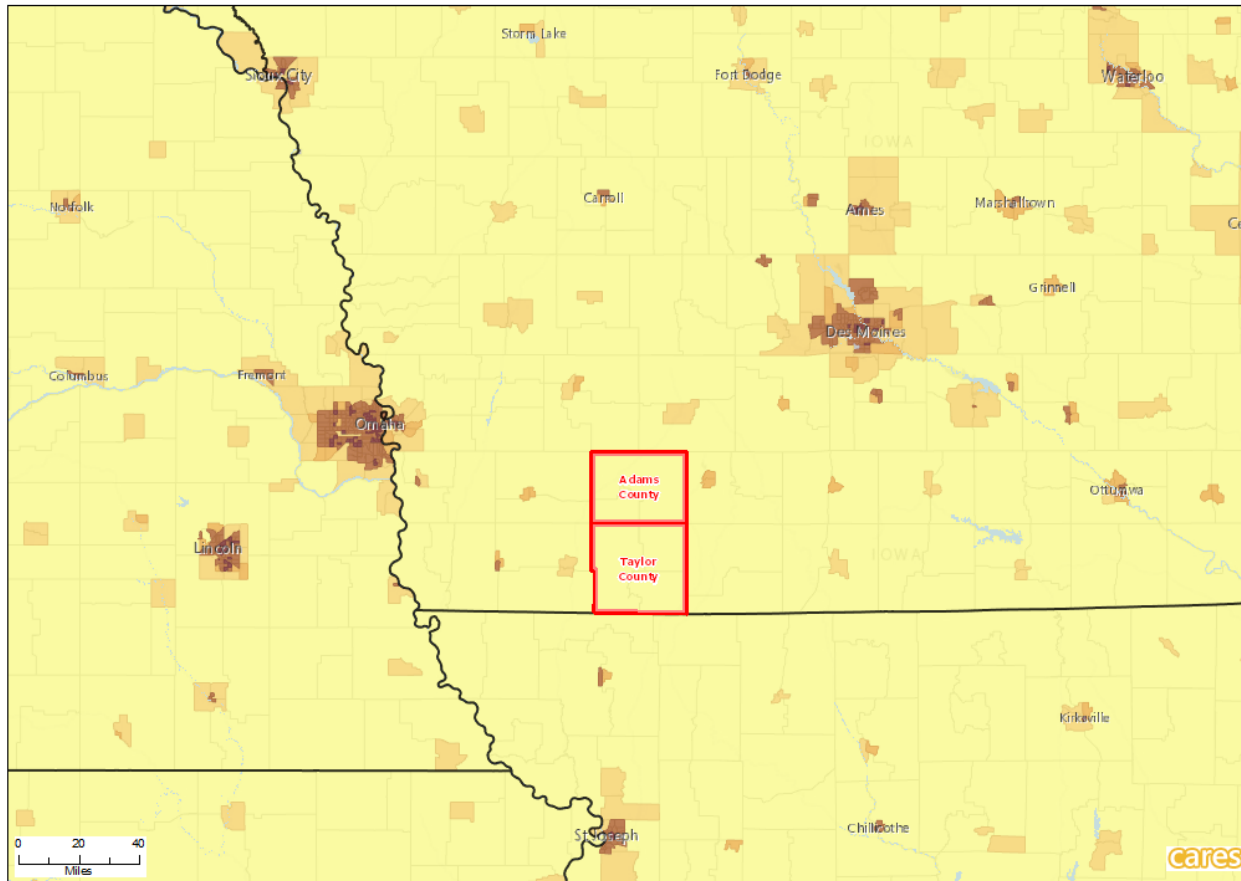 Storm Lake
Sioux City
Fort Dodge
Waterloo
IOWA
Norfolk
Carroll
Ames
Marshalltown
Ce
Grinnell
Des Moines
Columbus
Fremont
Omaha
Adams
County
Ottumwa
Lincoln
IOWA
Taylor
County
Kirksville
St Joseph
Chillicothe
0 20 40
Miles
cares